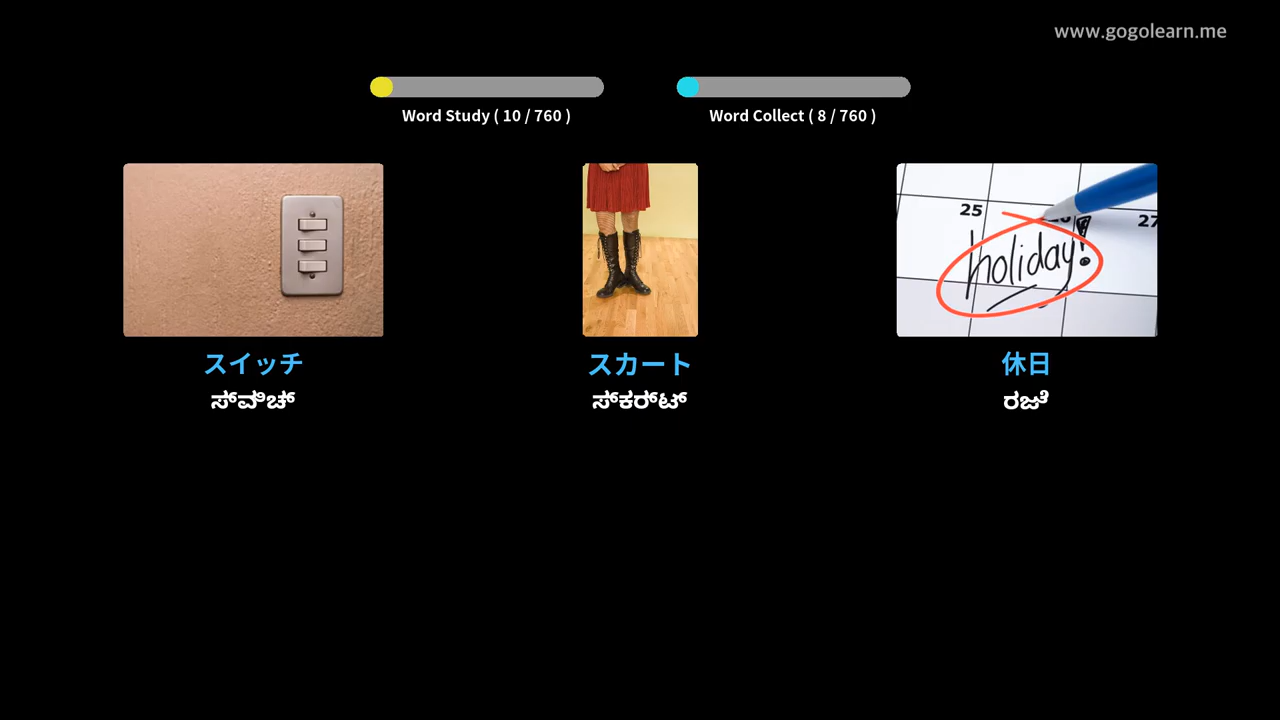 www.gogolearn.me
Word Study ( 10 / 760 )
Word Collect ( 8 / 760 )
25
27
holiday!
スイッチ
スカート
休日
ಸ್ವಿಚ್
ಸ್ಕರ್ಟ್
ರಜೆ